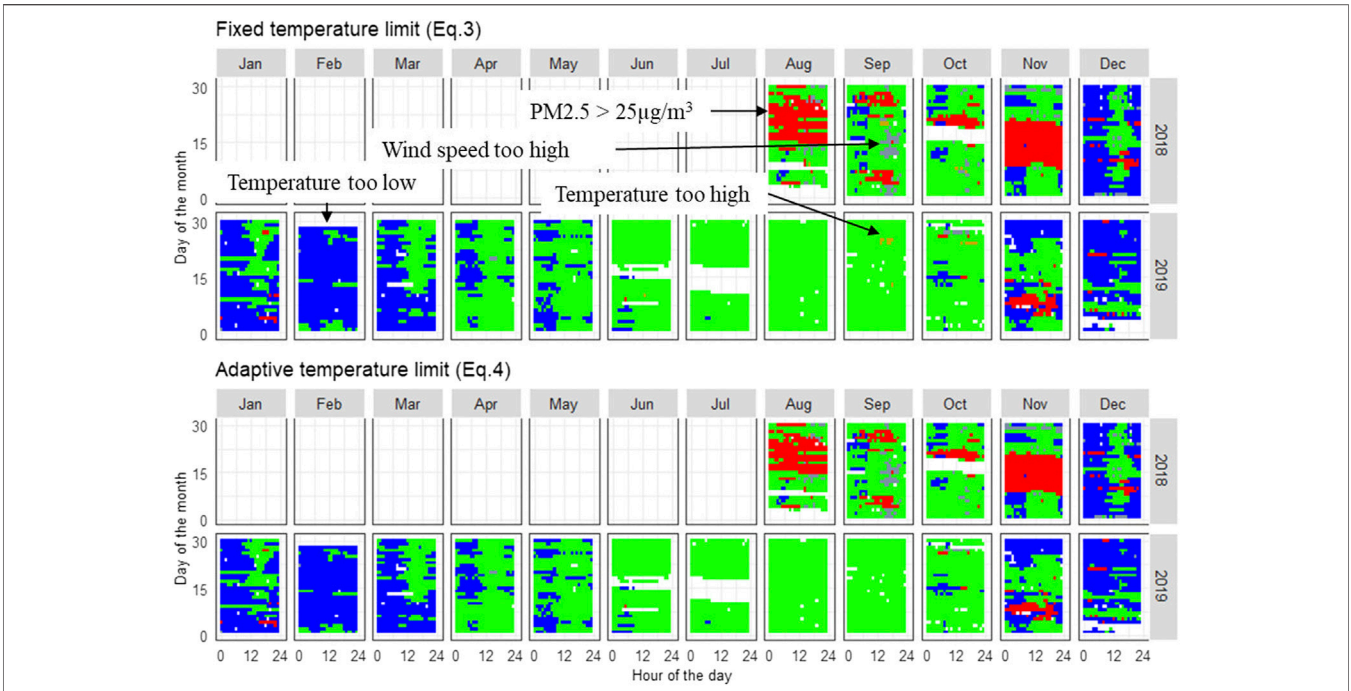 Fixed temperature limit (Eq.3)
Jan Feb Mar Apr May Jun Jul Aug Sep Oct Nov Dec
30
15
0
2018
PM2.5 > 25μg/m³
Wind speed too high
Temperature too low
Temperature too high
30
15
0
2019
Day of the month
Adaptive temperature limit (Eq.4)
Jan Feb Mar Apr May Jun Jul Aug Sep Oct Nov Dec
30
15
0
2018
30
15
0
2019
Day of the month
0 12 24 0 12 24 0 12 24 0 12 24 0 12 24 0 12 24 0 12 24 0 12 24 0 12 24 0 12 24 0 12 24 0 12 24
Hour of the day